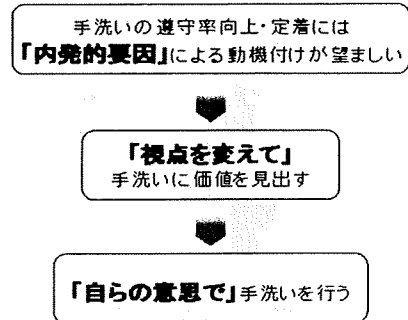 手洗いの遵守率向上・定着には
「内発的要因」による動機付けが望ましい
「視点を変えて」
手洗いに価値を見出す
「自らの意思で」手洗いを行う